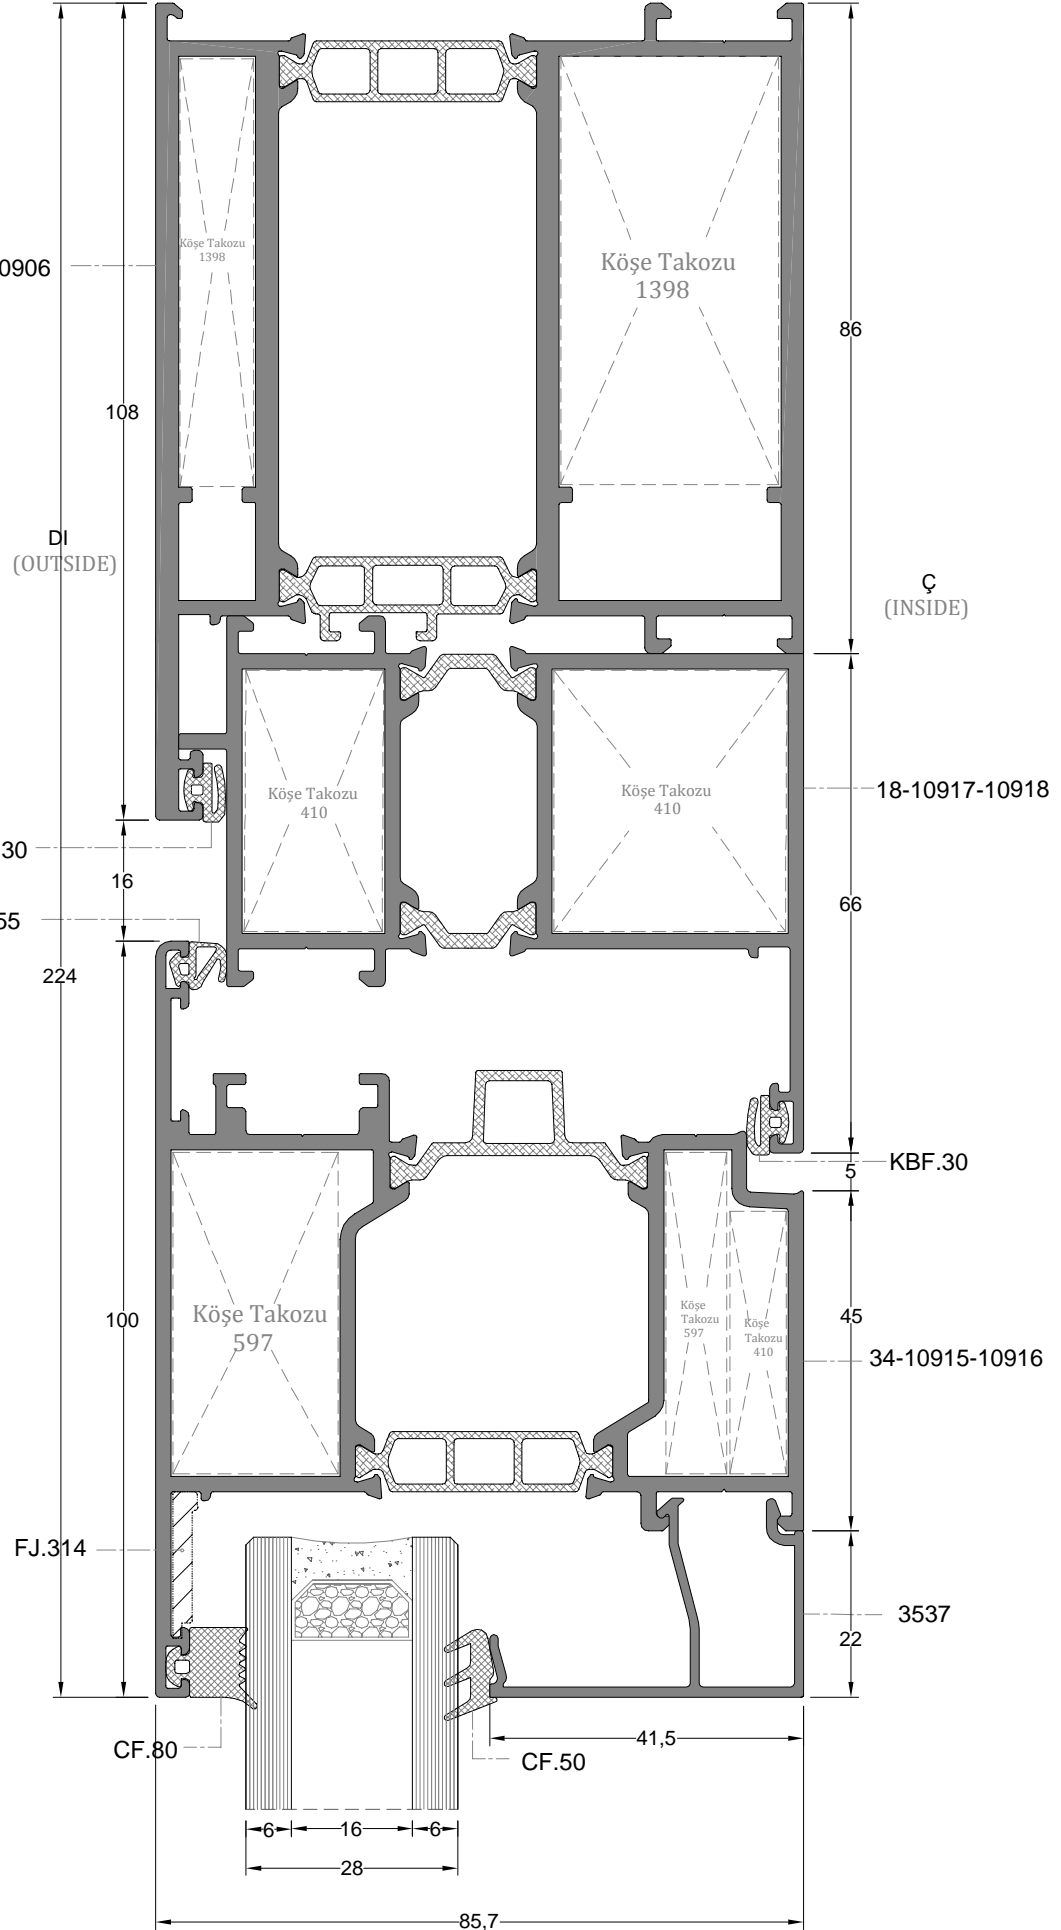 Köşe Takozu
1398
Köşe Takozu
1398
0906
86
108
DI
(OUTSIDE)
Ç
(INSIDE)
18-10917-10918
Köşe Takozu
410
Köşe Takozu
410
30
16
55
66
224
KBF.30
5
100
Köşe Takozu
597
Köşe
Takozu
597
Köşe
Takozu
410
45
34-10915-10916
FJ.314
3537
22
CF.80
41,5
CF.50
6
16
6
28
85,7